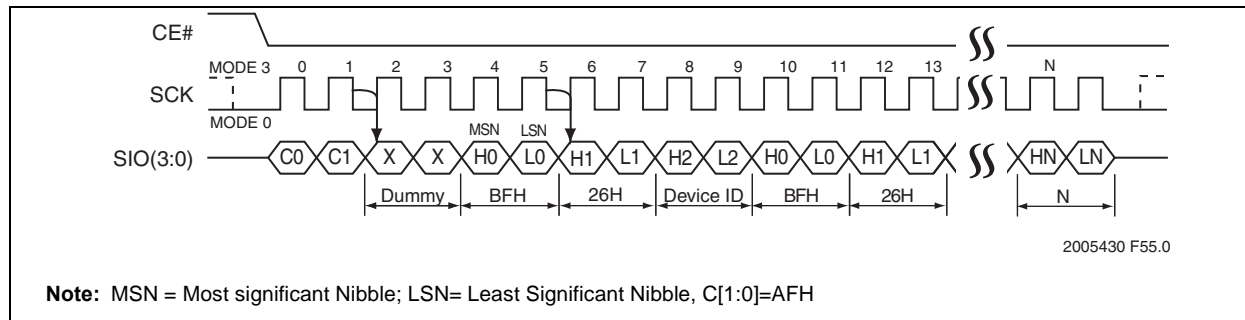 CE#
MODE 3 0 1 2 3 4 5 6 7 8 9 10 11 12 13 N
SCK
MODE 0
MSN LSN
SIO(3:0) C0 C1 X X H0 L0 H1 L1 H2 L2 H0 L0 H1 L1 HN LN
Dummy BFH 26H Device ID BFH 26H N
2005430 F55.0
Note: MSN = Most significant Nibble; LSN= Least Significant Nibble, C[1:0]=AFH